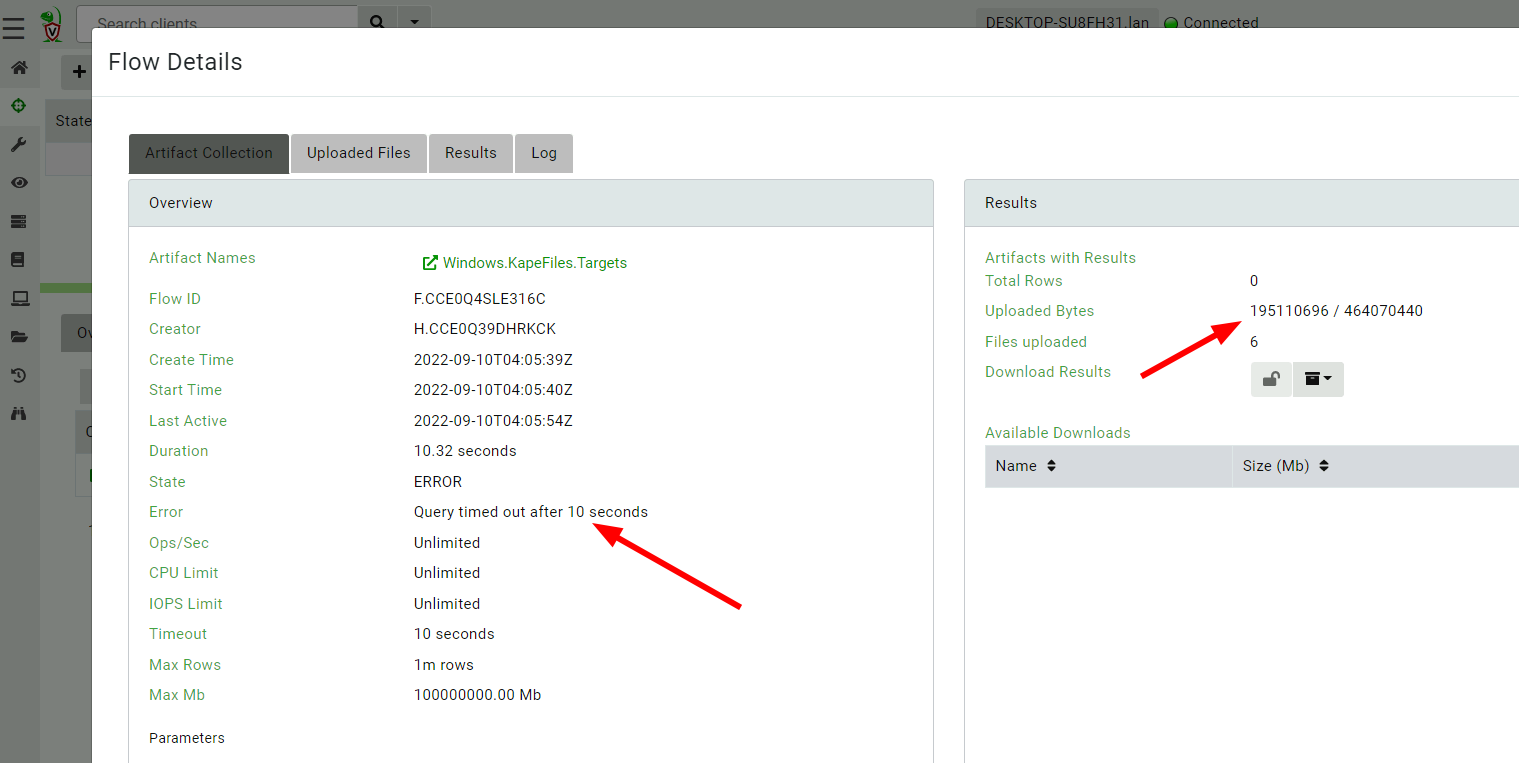 Search clients
DESKTOP-SU8FH31.lan Connected
Flow Details
State
Artifact Collection Uploaded Files Results Log
Overview
Artifact Names Windows.KapeFiles.Targets
Flow ID F.CCE0Q4SLE316C
Creator H.CCE0Q39DHRKCK
Create Time 2022-09-10T04:05:39Z
Start Time 2022-09-10T04:05:40Z
Last Active 2022-09-10T04:05:54Z
Duration 10.32 seconds
State ERROR
Error Query timed out after 10 seconds
Ops/Sec Unlimited
CPU Limit Unlimited
IOPS Limit Unlimited
Timeout 10 seconds
Max Rows 1m rows
Max Mb 100000000.00 Mb
Parameters
Results
Artifacts with Results
Total Rows 0
Uploaded Bytes 195110696 / 464070440
Files uploaded 6
Download Results
Available Downloads
Name Size (Mb)